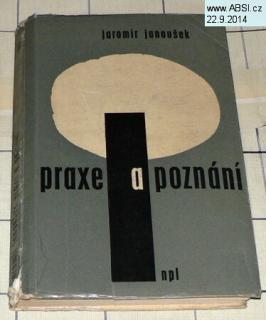 www.ABSI.cz
22.9.2014
jaromír janoušek
praxe a poznání
npl